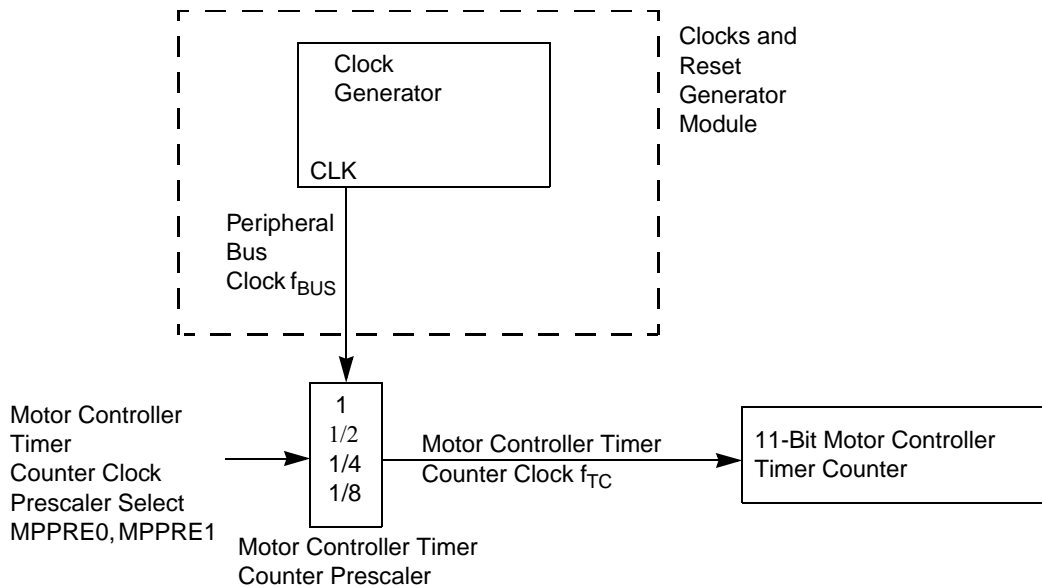 Clocks and
Reset
Generator
Module
Clock
Generator
CLK
Peripheral
Bus
Clock fBUS
Motor Controller
Timer
Counter Clock
Prescaler Select
MPPRE0, MPPRE1
1
1/2
1/4
1/8
Motor Controller Timer
Counter Prescaler
Motor Controller Timer
Counter Clock fTC
11-Bit Motor Controller
Timer Counter